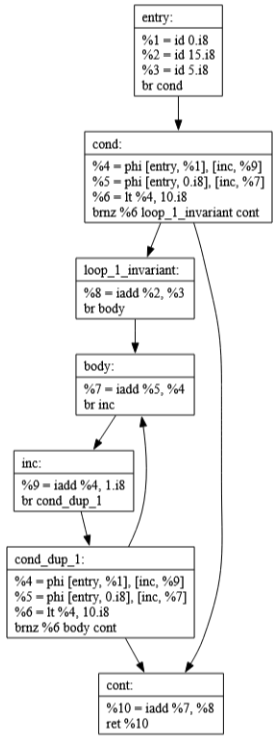 entry:
%1 = id 0.i8
%2 = id 15.i8
%3 = id 5.i8
br cond
cond:
%4 = phi [entry, %1], [inc, %9]
%5 = phi [entry, 0.i8], [inc, %7]
%6 = lt %4, 10.i8
brnz %6 loop_1_invariant cont
loop_1_invariant:
%8 = iadd %2, %3
br body
body:
%7 = iadd %5, %4
br inc
inc:
%9 = iadd %4, 1.i8
br cond_dup_1
cond_dup_1:
%4 = phi [entry, %1], [inc, %9]
%5 = phi [entry, 0.i8], [inc, %7]
%6 = lt %4, 10.i8
brnz %6 body cont
cont:
%10 = iadd %7, %8
ret %10